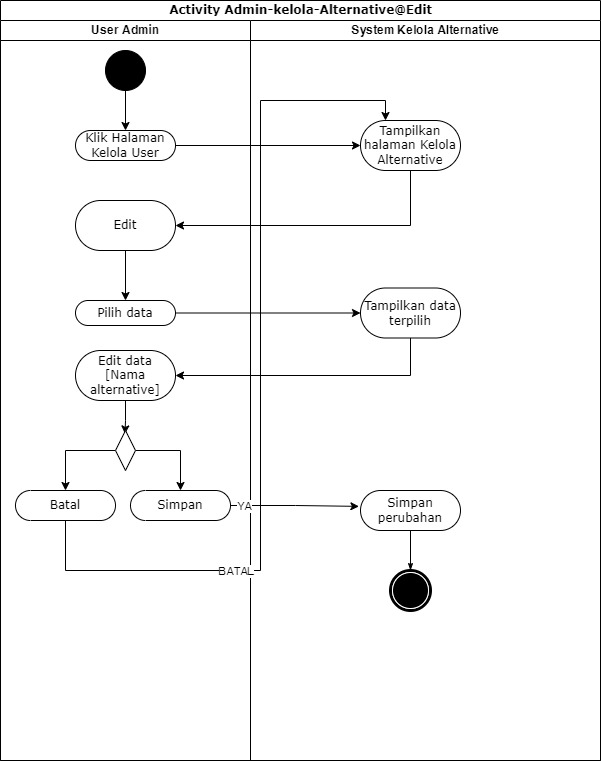 Activity Admin-kelola-Alternative@Edit
User Admin
System Kelola Alternative
Klik Halaman
Kelola User
Tampilkan
halaman Kelola
Alternative
Edit
Pilih data
Tampilkan data
terpilih
Edit data
[Nama
alternative]
Batal
Simpan
YA
Simpan
perubahan
BATAL